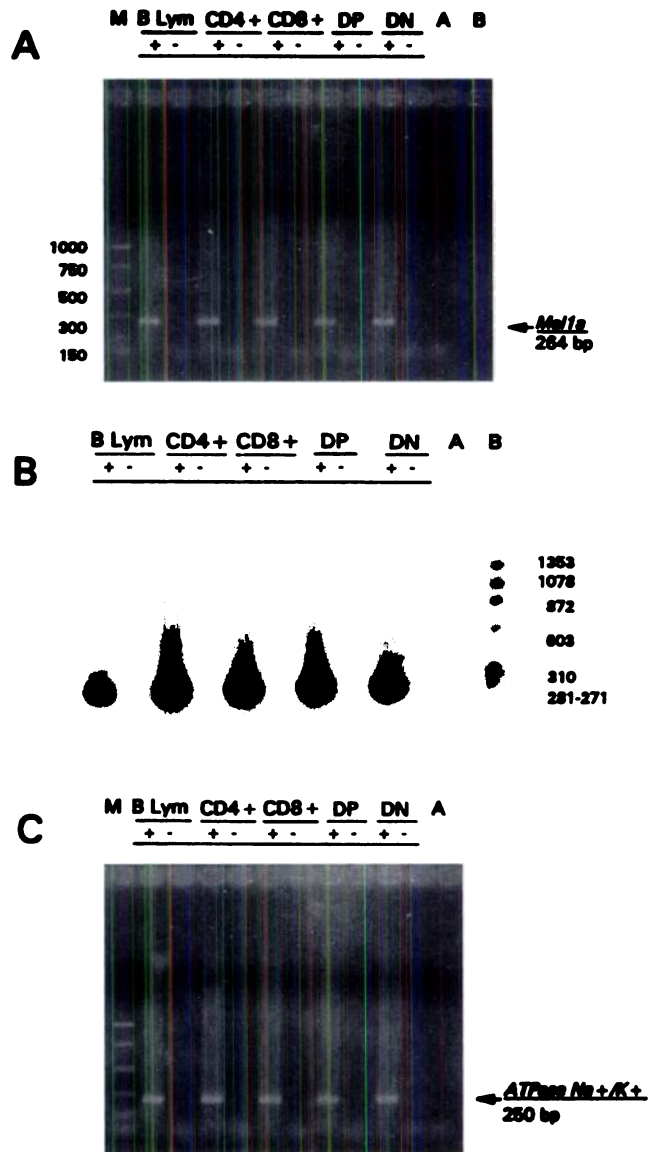 M B Lym CD4+ CD8+ DP DN A B
A
+ - + - + - + - + -
1000
750
500
300
150
Mel1a
264 bp
B Lym CD4+ CD8+ DP DN A B
B
+ - + - + - + - + -
1353
1078
872
603
310
281-271
M B Lym CD4+ CD8+ DP DN A
C
+ - + - + - + - + -
ATPase Na+/K+
250 bp